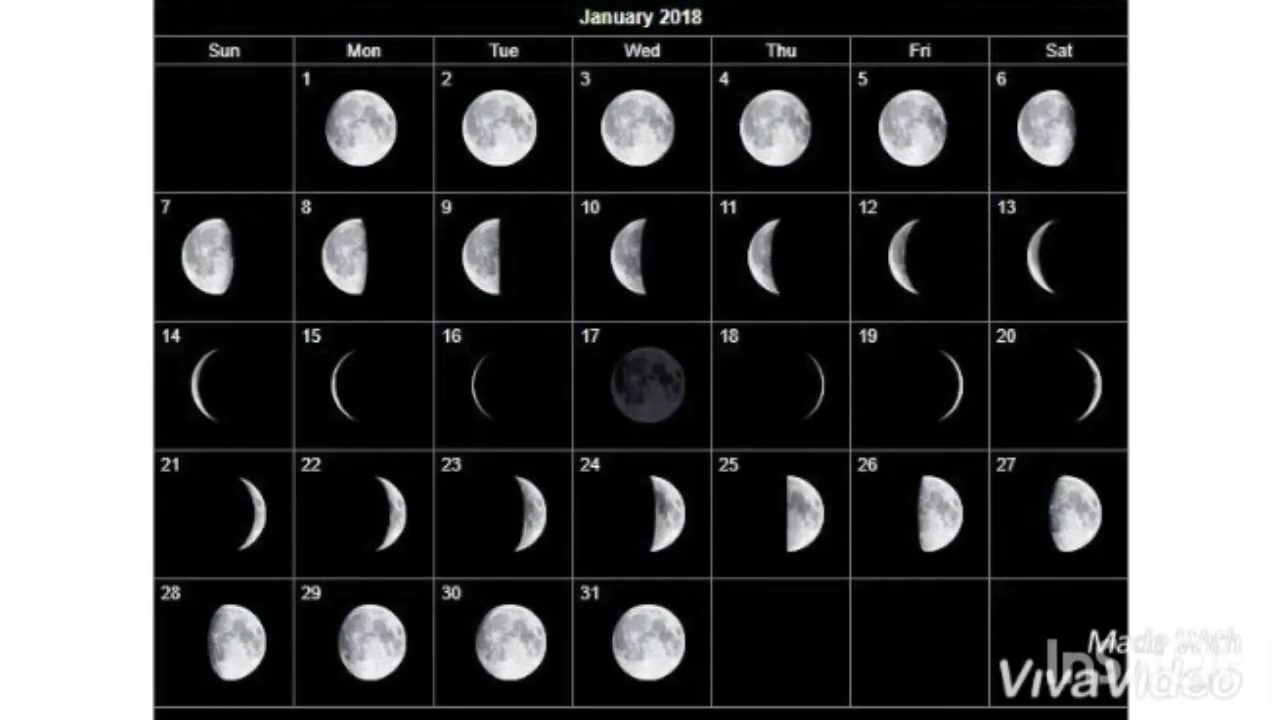 January 2018
Sun Mon Tue Wed Thu Fri Sat
1 2 3 4 5 6
7 8 9 10 11 12 13
14 15 16 17 18 19 20
21 22 23 24 25 26 27
28 29 30 31
Made With
VivaVideo